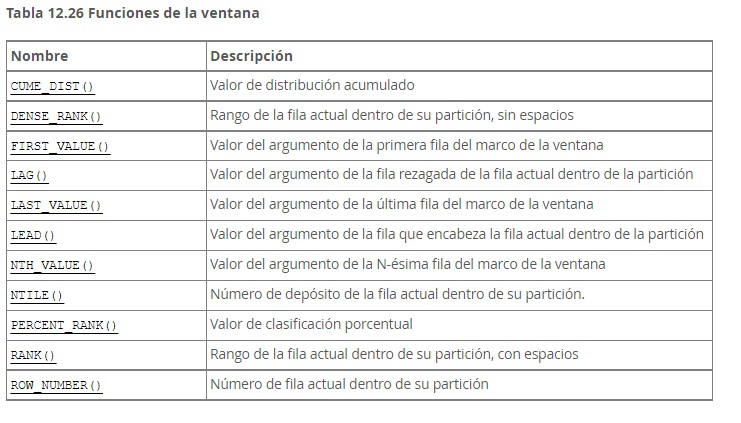 Tabla 12.26 Funciones de la ventana
Nombre Descripción
CUME_DIST() Valor de distribución acumulado
DENSE_RANK() Rango de la fila actual dentro de su partición, sin espacios
FIRST_VALUE() Valor del argumento de la primera fila del marco de la ventana
LAG() Valor del argumento de la fila rezagada de la fila actual dentro de la partición
LAST_VALUE() Valor del argumento de la última fila del marco de la ventana
LEAD() Valor del argumento de la fila que encabeza la fila actual dentro de la partición
NTH_VALUE() Valor del argumento de la N-ésima fila del marco de la ventana
NTILE() Número de depósito de la fila actual dentro de su partición.
PERCENT_RANK() Valor de clasificación porcentual
RANK() Rango de la fila actual dentro de su partición, con espacios
ROW_NUMBER() Número de fila actual dentro de su partición